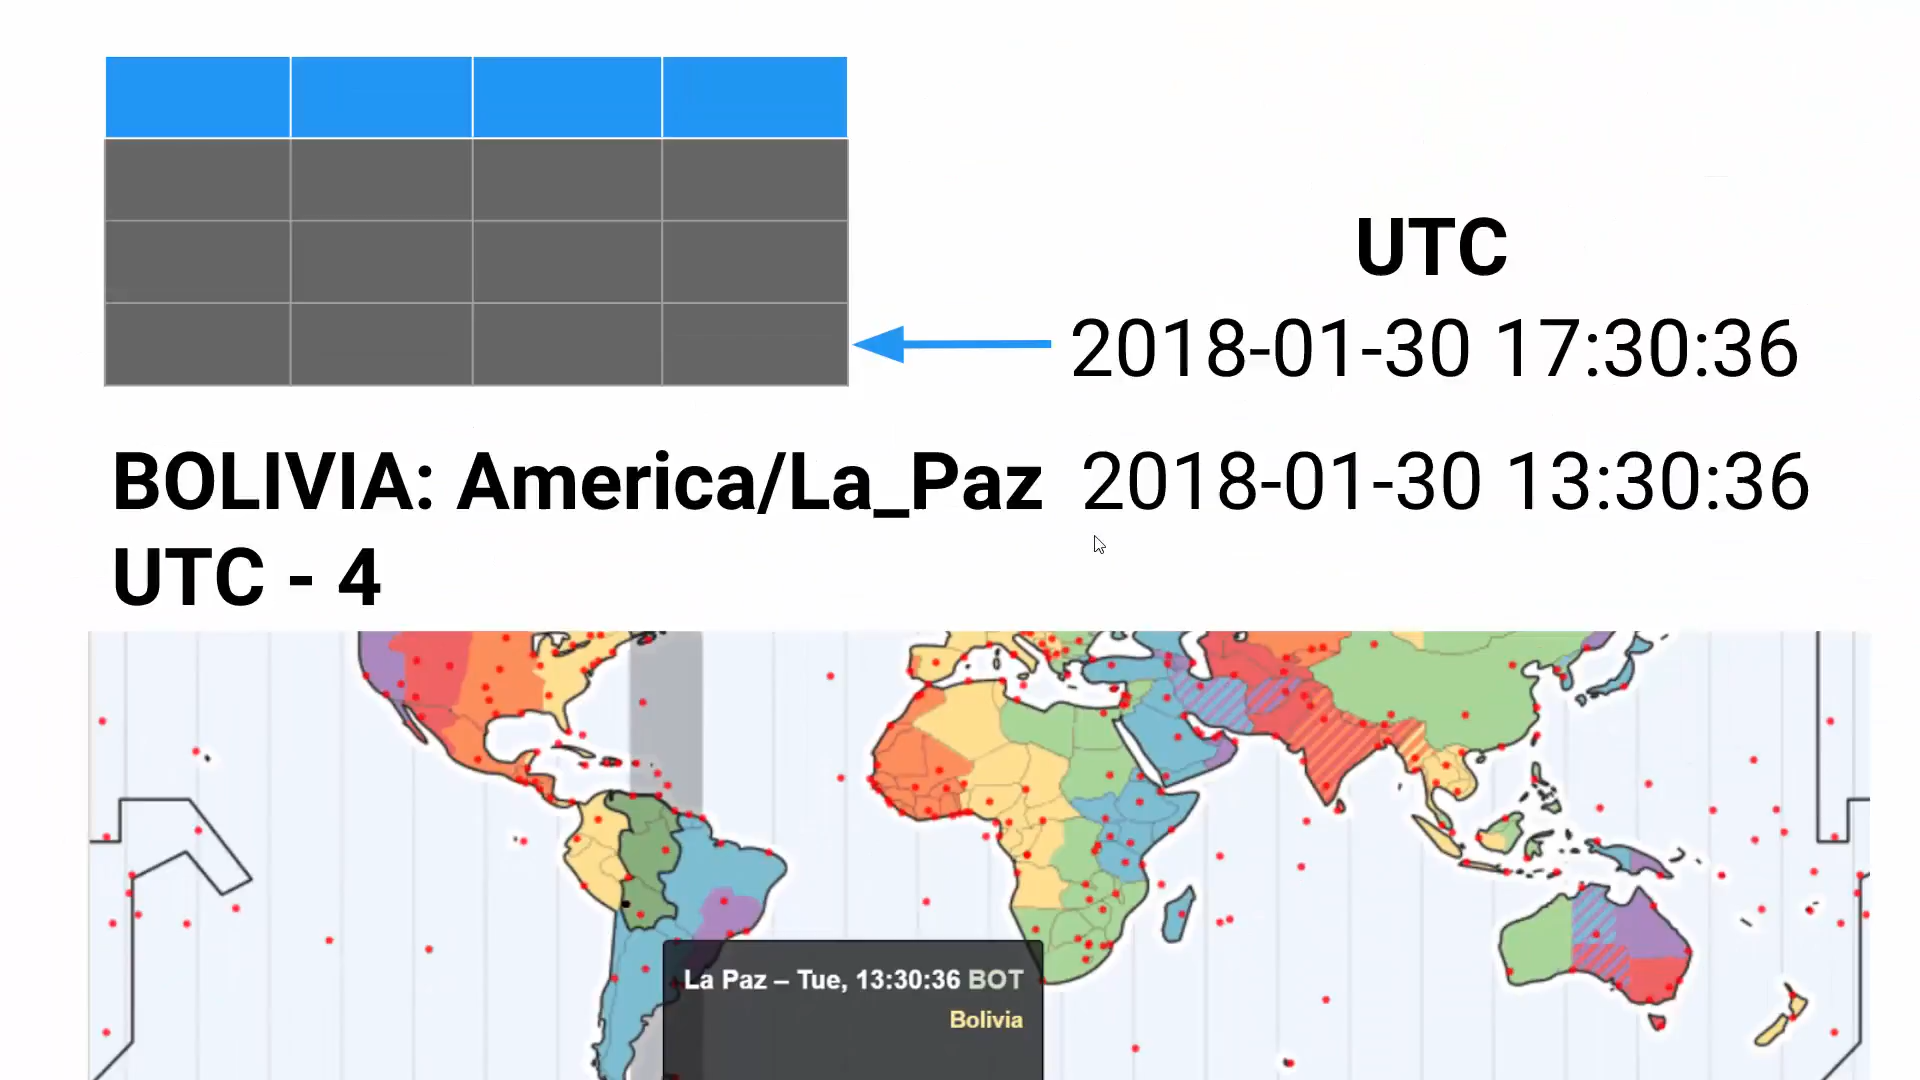 UTC
2018-01-30 17:30:36
BOLIVIA: America/La_Paz 2018-01-30 13:30:36
UTC - 4
La Paz – Tue, 13:30:36 BOT
Bolivia